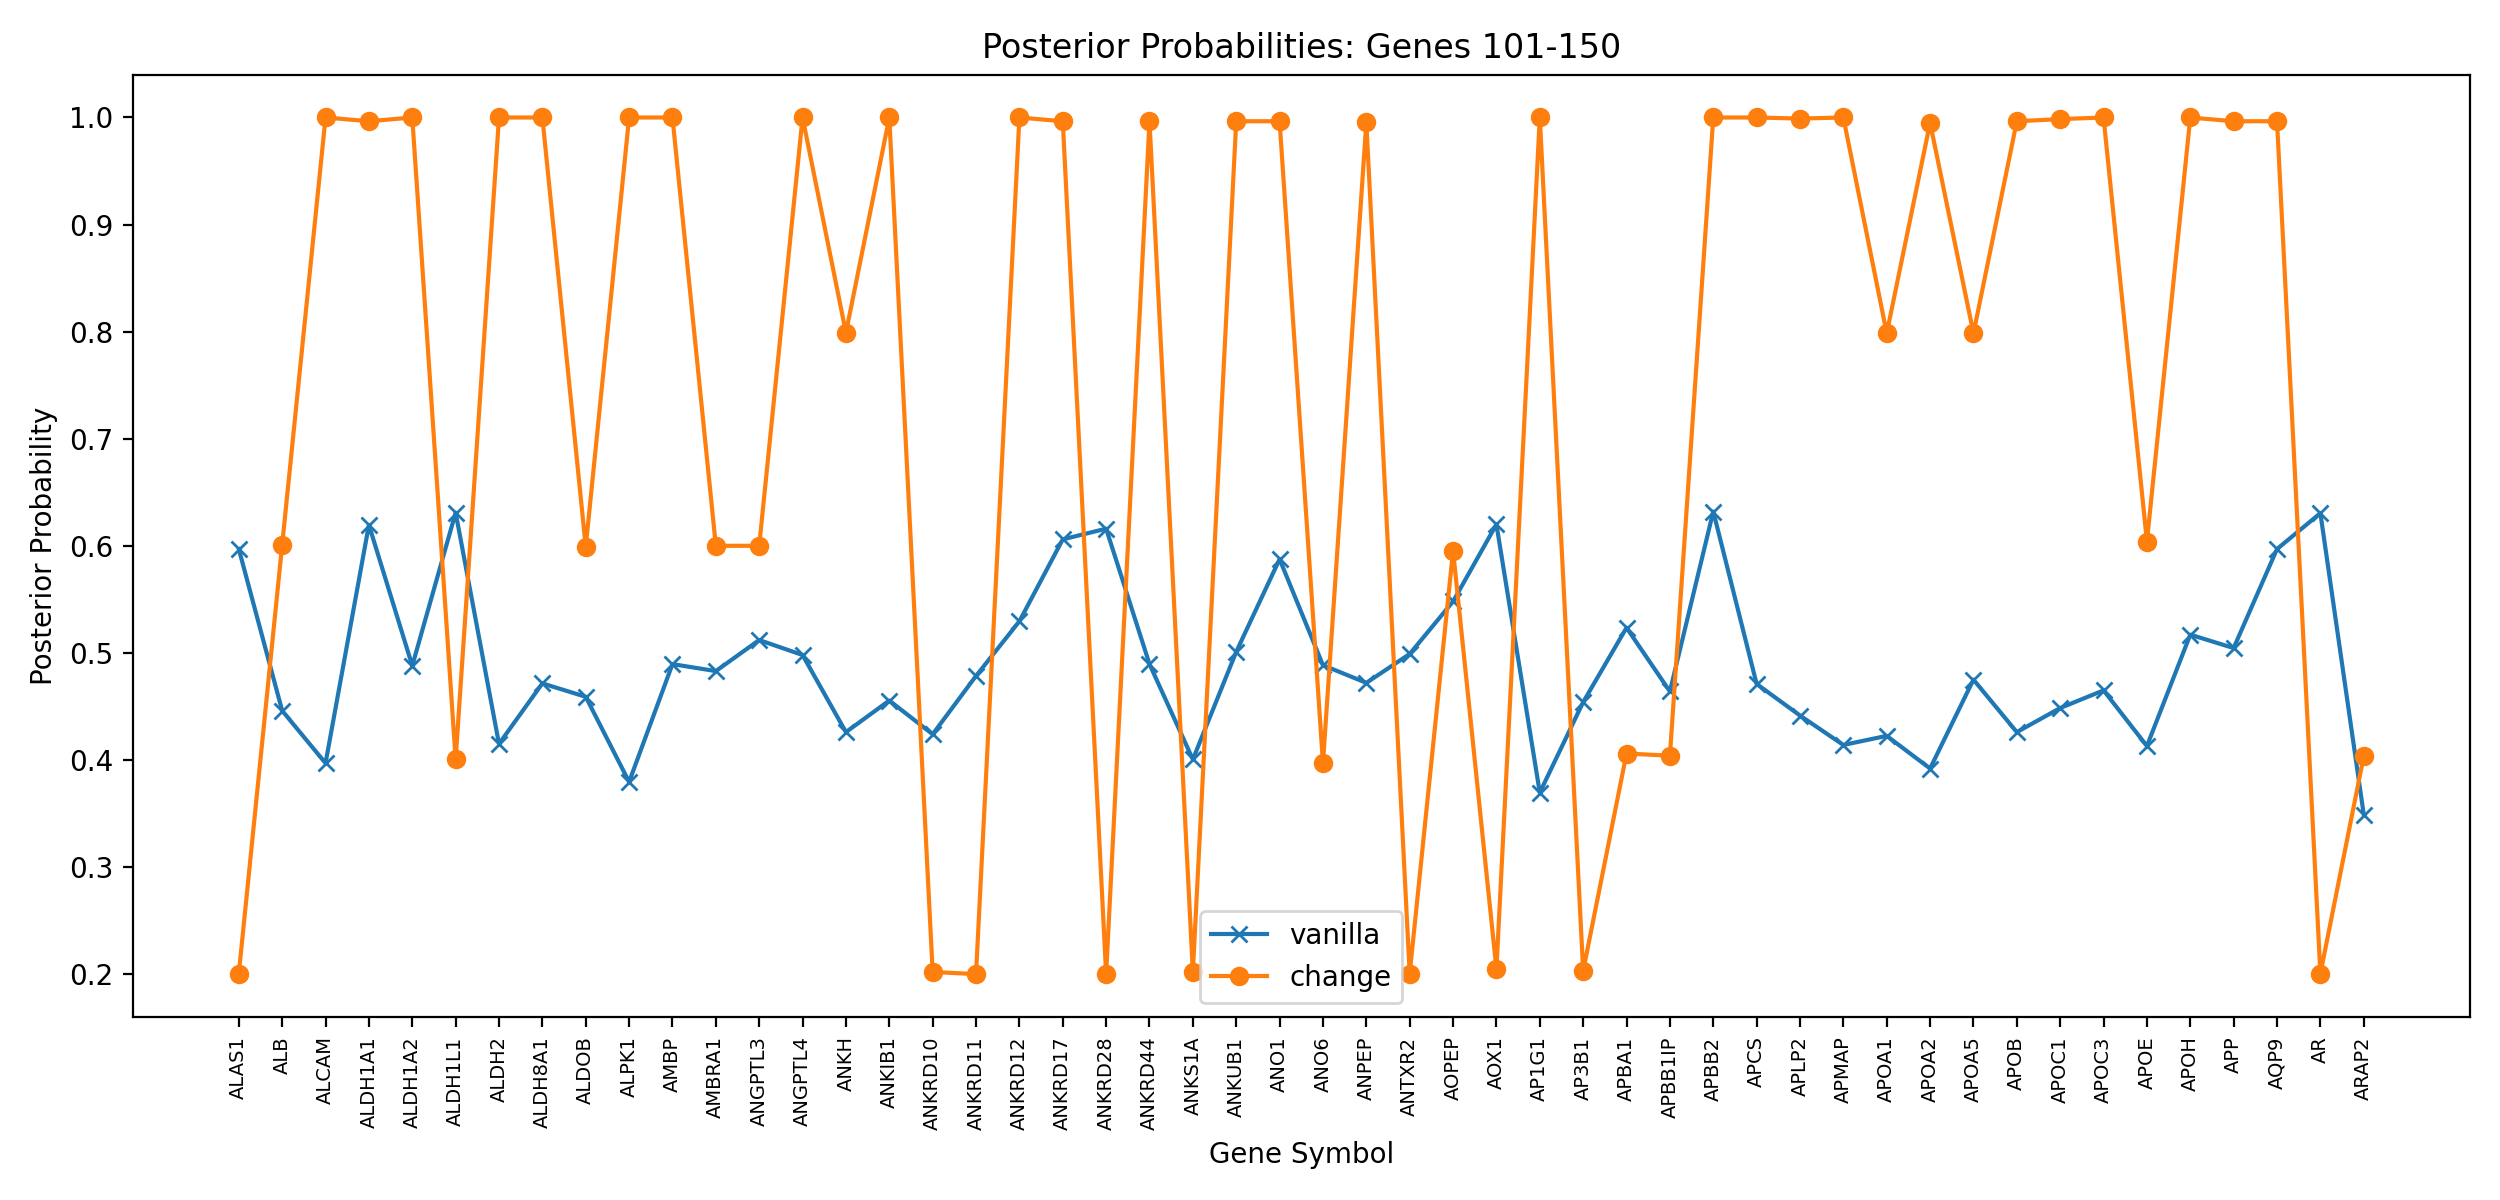 Posterior Probabilities: Genes 101-150
Posterior Probability
1.0
0.9
0.8
0.7
0.6
0.5
0.4
0.3
0.2
vanilla
change
ALAS1
ALB
ALCAM
ALDH1A1
ALDH1A2
ALDH1L1
ALDH2
ALDH8A1
ALDOB
ALPK1
AMBP
AMBRA1
ANGPTL3
ANGPTL4
ANKH
ANKIB1
ANKRD10
ANKRD11
ANKRD12
ANKRD17
ANKRD28
ANKRD44
ANKS1A
ANKUB1
ANO1
ANO6
ANPEP
ANTXR2
AOPEP
AOX1
AP1G1
AP3B1
APBA1
APBB1IP
APBB2
APCS
APLP2
APMAP
APOA1
APOA2
APOA5
APOB
APOC1
APOC3
APOE
APOH
APP
AQP9
AR
ARAP2
Gene Symbol